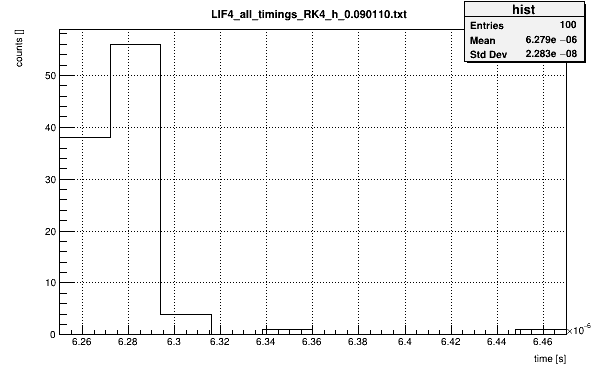 LIF4_all_timings_RK4_h_0.090110.txt
hist
Entries 100
Mean 6.279e −06
Std Dev 2.283e −08
counts []
50
40
30
20
10
0
6.26 6.28 6.3 6.32 6.34 6.36 6.38 6.4 6.42 6.44 6.46
×10⁻⁶
time [s]